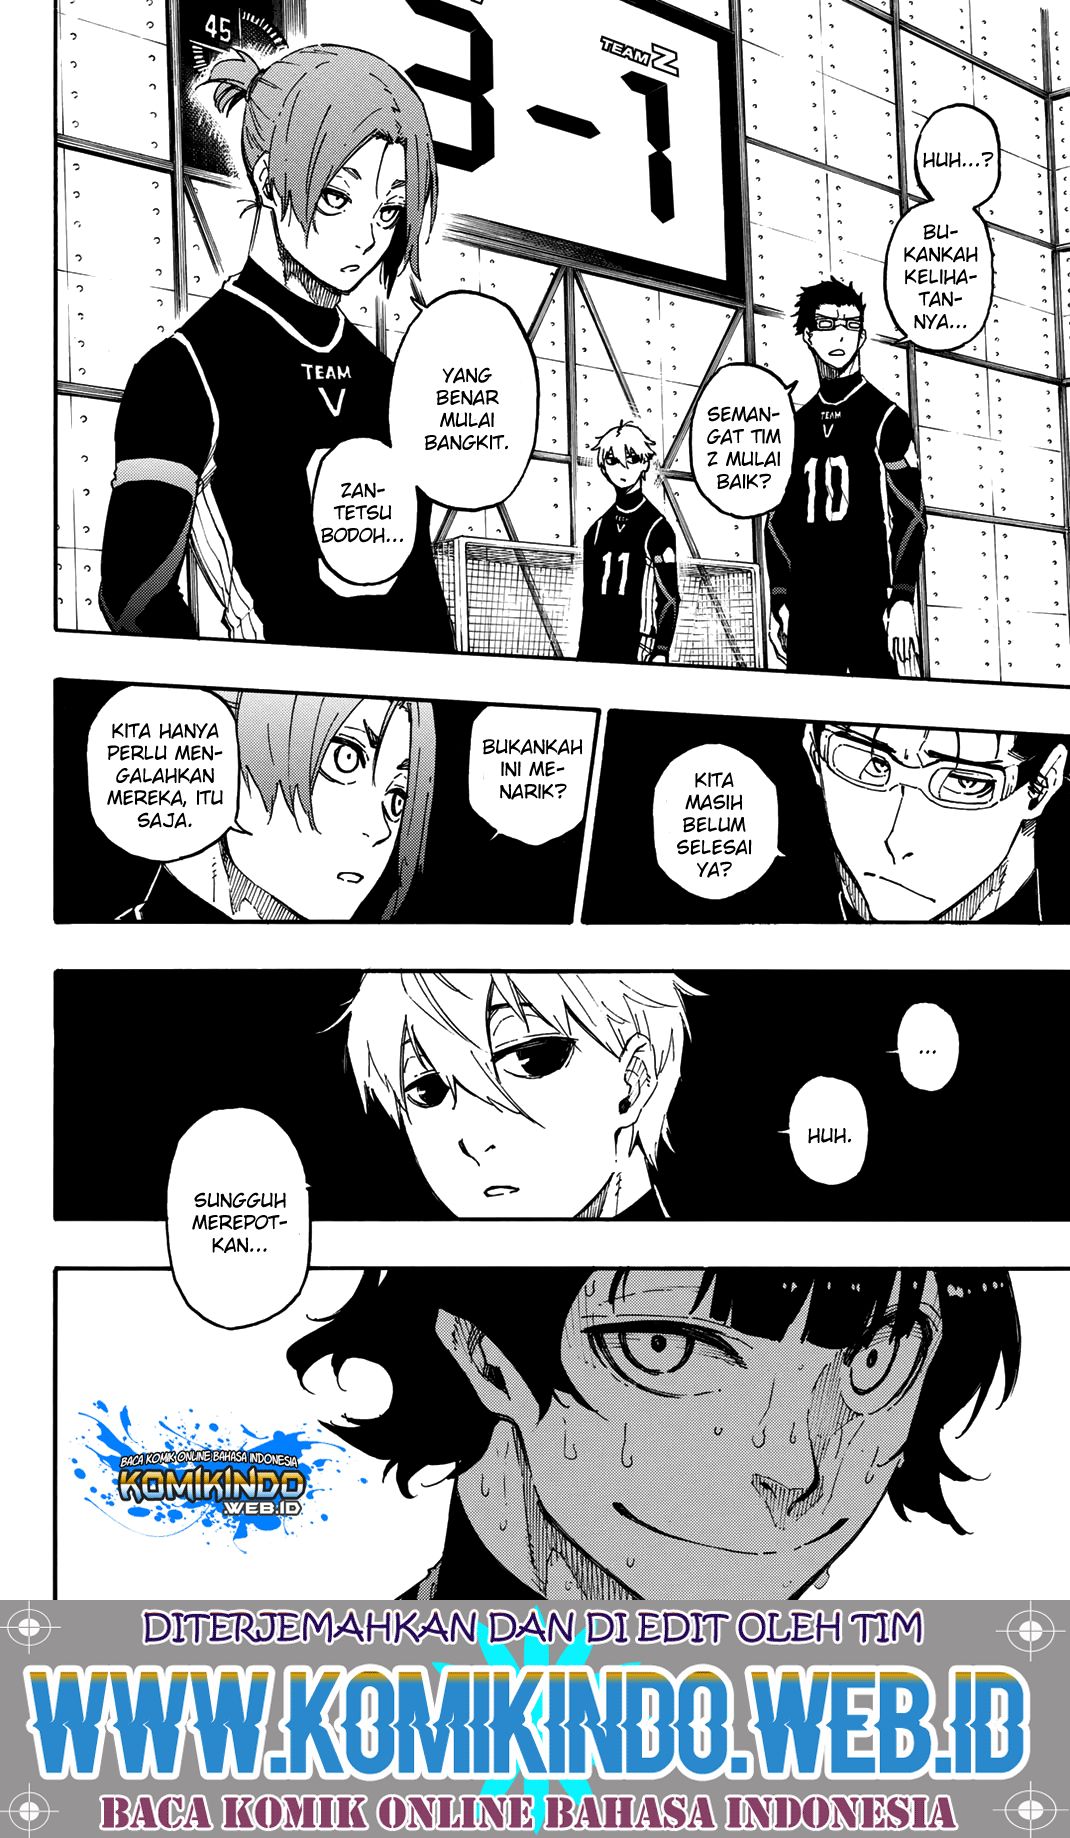 45
3 - 1
TEAM Z
HUH...?
BU-
KANKAH
KELIHA-
TAN-
NYA...
SEMAN-
GAT TIM
Z MULAI
BAIK?
YANG
BENAR
MULAI
BANGKIT.
ZAN-
TETSU
BODOH...
TEAM
V
V
11
TEAM
V
10
KITA
MASIH
BELUM
SELESAI
YA?
BUKANKAH
INI ME-
NARIK?
KITA HANYA
PERLU MEN-
GALAHKAN
MEREKA, ITU
SAJA.
...
HUH.
SUNGGUH
MEREPOT-
KAN...
BACA KOMIK ONLINE BAHASA INDONESIA
KOMIKINDO
.WEB.ID
DITERJEMAHKAN DAN DI EDIT OLEH TIM
WWW.KOMIKINDO.WEB.ID
BACA KOMIK ONLINE BAHASA INDONESIA